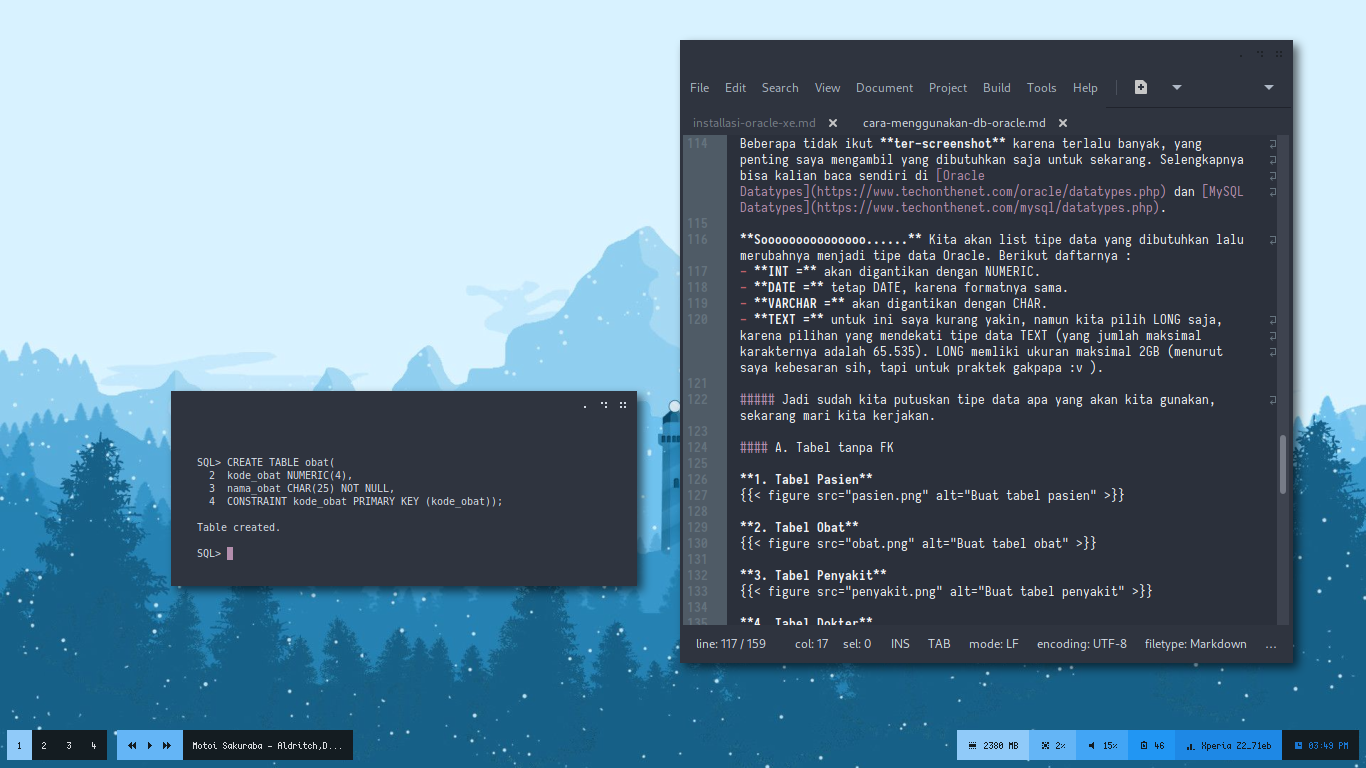 File Edit Search View Document Project Build Tools Help
installasi-oracle-xe.md cara-menggunakan-db-oracle.md
114 Beberapa tidak ikut **ter-screenshot** karena terlalu banyak, yang
penting saya mengambil yang dibutuhkan saja untuk sekarang. Selengkapnya
bisa kalian baca sendiri di [Oracle
Datatypes](https://www.techonthenet.com/oracle/datatypes.php) dan [MySQL
Datatypes](https://www.techonthenet.com/mysql/datatypes.php).
115
116 **Sooooooooooooooo......** Kita akan list tipe data yang dibutuhkan lalu
merubahnya menjadi tipe data Oracle. Berikut daftarnya :
117 - **INT =** akan digantikan dengan NUMERIC.
118 - **DATE =** tetap DATE, karena formatnya sama.
119 - **VARCHAR =** akan digantikan dengan CHAR.
120 - **TEXT =** untuk ini saya kurang yakin, namun kita pilih LONG saja,
karena pilihan yang mendekati tipe data TEXT (yang jumlah maksimal
karakternya adalah 65.535). LONG memliki ukuran maksimal 2GB (menurut
saya kebesaran sih, tapi untuk praktek gakpapa :v ).
121
122 ##### Jadi sudah kita putuskan tipe data apa yang akan kita gunakan,
sekarang mari kita kerjakan.
123
124 #### A. Tabel tanpa FK
125
126 **1. Tabel Pasien**
127 {{< figure src="pasien.png" alt="Buat tabel pasien" >}}
128
129 **2. Tabel Obat**
130 {{< figure src="obat.png" alt="Buat tabel obat" >}}
131
132 **3. Tabel Penyakit**
133 {{< figure src="penyakit.png" alt="Buat tabel penyakit" >}}
134
135 **4. Tabel Dokter**
line: 117 / 159 col: 17 sel: 0 INS TAB mode: LF encoding: UTF-8 filetype: Markdown ...
SQL> CREATE TABLE obat(
2 kode_obat NUMERIC(4),
3 nama_obat CHAR(25) NOT NULL,
4 CONSTRAINT kode_obat PRIMARY KEY (kode_obat));
Table created.
SQL>
1 2 3 4 Motoi Sakuraba - Aldritch,D... 2380 MB 2% 15% 46 Xperia Z2_71eb 03:49 PM